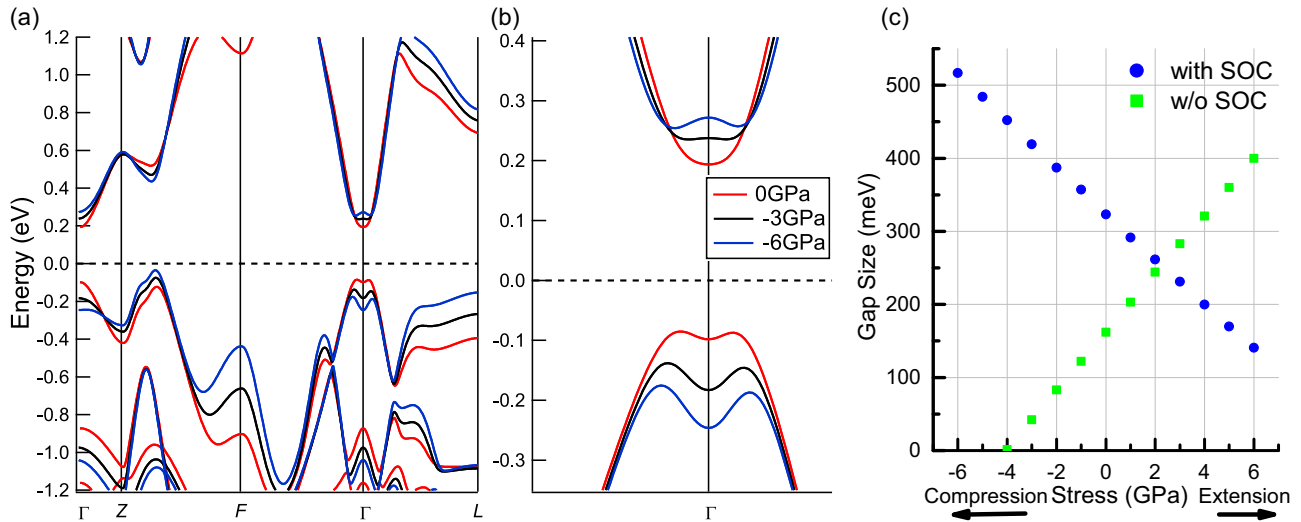 (a)
1.2
1.0
0.8
0.6
0.4
0.2
0.0
-0.2
-0.4
-0.6
-0.8
-1.0
-1.2
Energy (eV)
Γ Z F Γ L
(b)
0.4
0.3
0.2
0.1
0.0
-0.1
-0.2
-0.3
0GPa
-3GPa
-6GPa
Γ
(c)
with SOC
w/o SOC
500
400
300
200
100
0
Gap Size (meV)
-6 -4 -2 0 2 4 6
Compression Stress (GPa) Extension